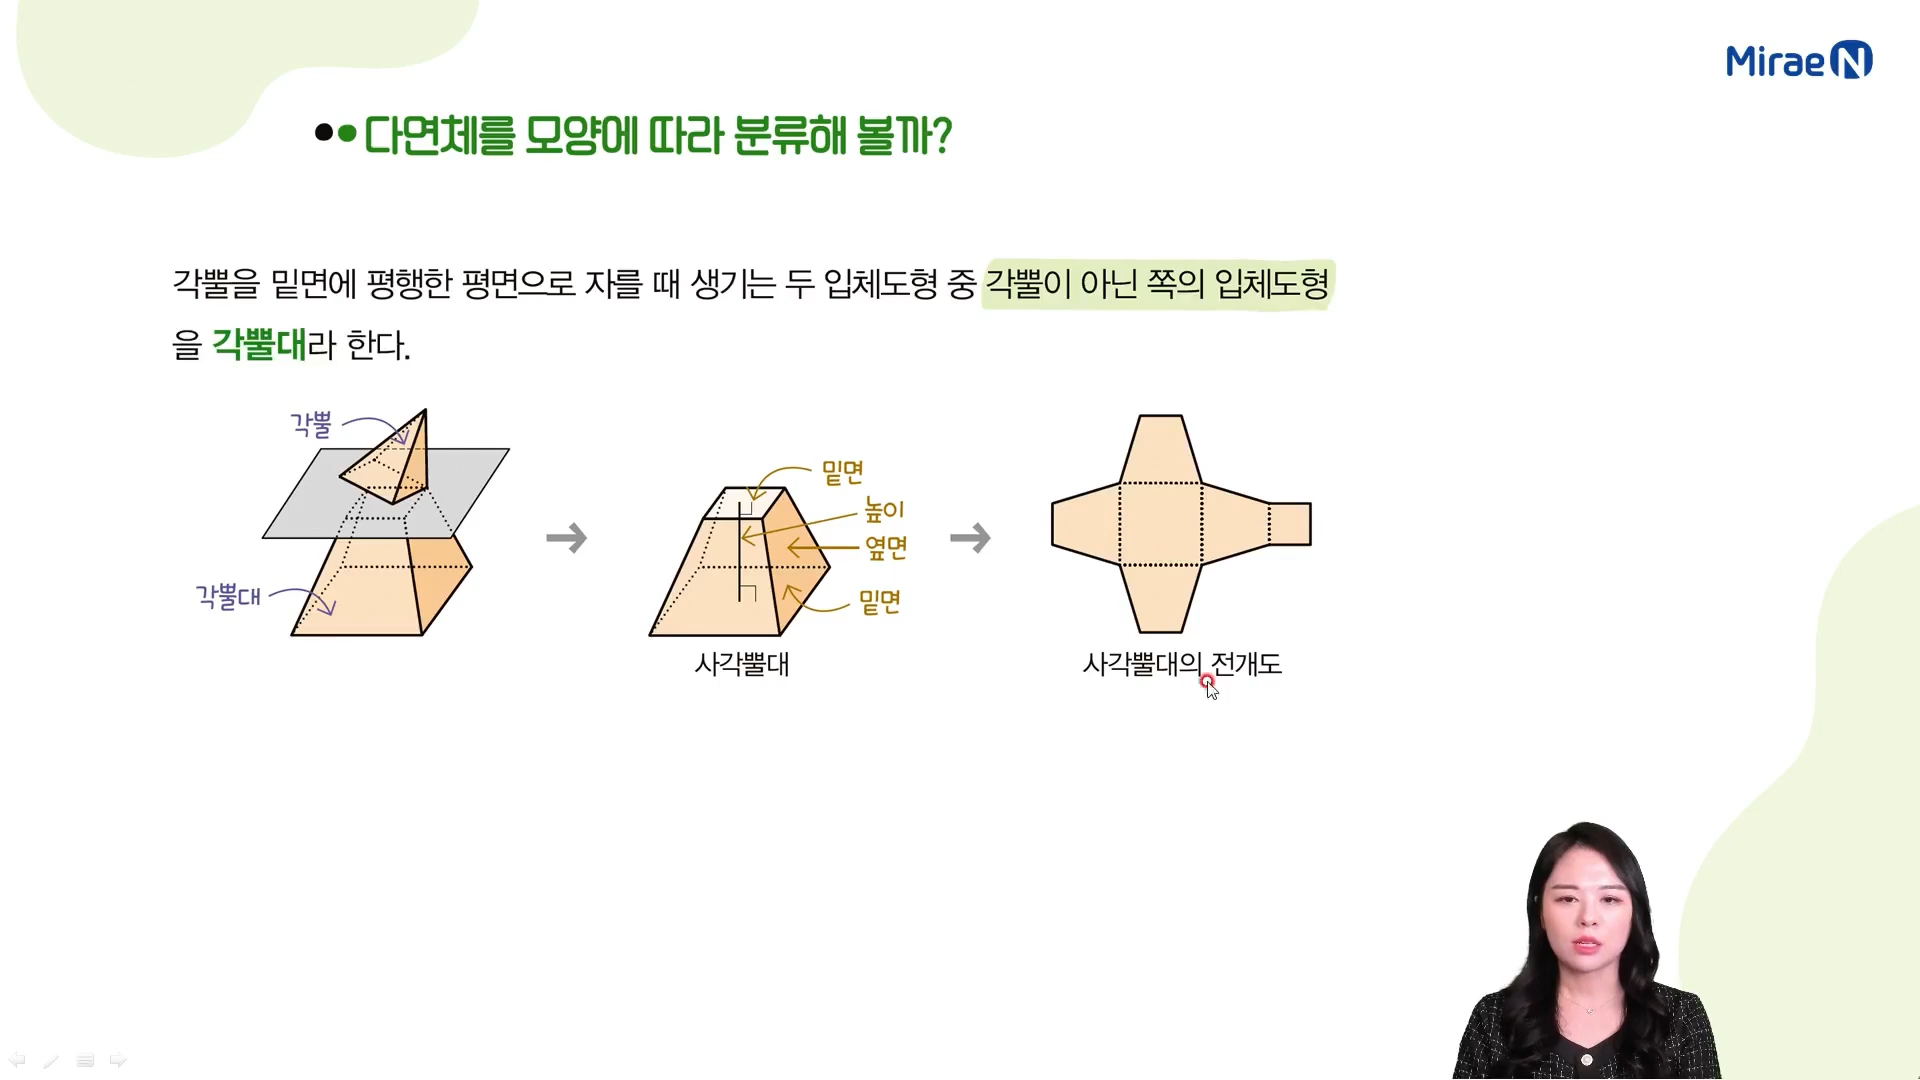 MiraeN
다면체를 모양에 따라 분류해 볼까?
각뿔을 밑면에 평행한 평면으로 자를 때 생기는 두 입체도형 중 각뿔이 아닌 쪽의 입체도형
을 각뿔대라 한다.
각뿔
각뿔대
밑면
높이
옆면
밑면
사각뿔대
사각뿔대의 전개도